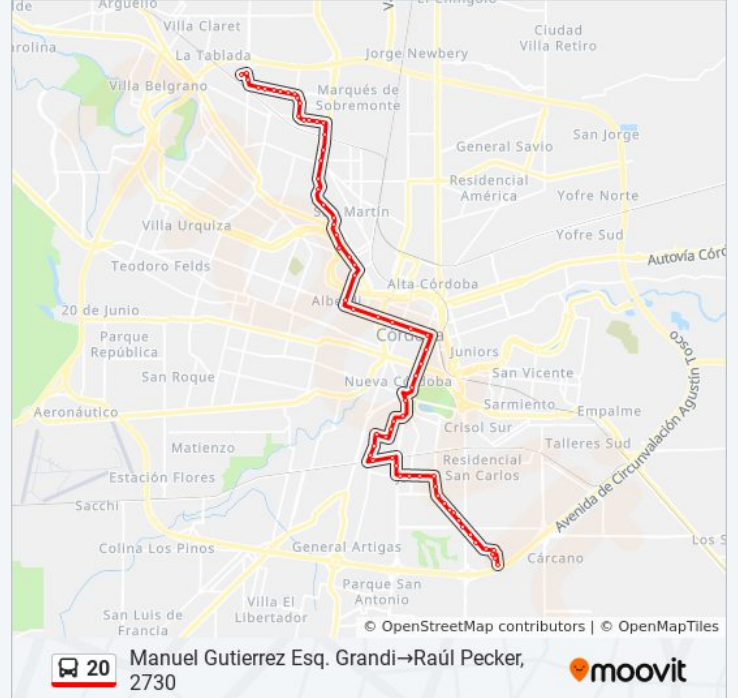 de
Arguello
El Chingolo
Villa Claret
Ciudad
Villa Retiro
arolina
La Tablada
Jorge Newbery
Villa Belgrano
Marqués de
Sobremonte
San Jorge
General Savio
Residencial
América
Yofre Norte
San Martin
Villa Urquiza
Yofre Sud
Autovía Córd
Teodoro Felds
Alta Córdoba
20 de Junio
Parque
República
Juniors
San Roque
Nueva Córdoba
San Vicente
Sarmiento
Empalme
Aeronáutico
Crisol Sur
Talleres Sud
Matienzo
Residencial
San Carlos
Avenida de Circunvalación Agustín Tosco
Estación Flores
Sacchi
Colina Los Pinos
General Artigas
Cárcano
Los S
Parque San
Antonio
Villa El
Libertador
San Luis de
Francia
© OpenStreetMap contributors | © OpenMapTiles
20
Manuel Gutierrez Esq. Grandi→Raúl Pecker,
2730
moovit